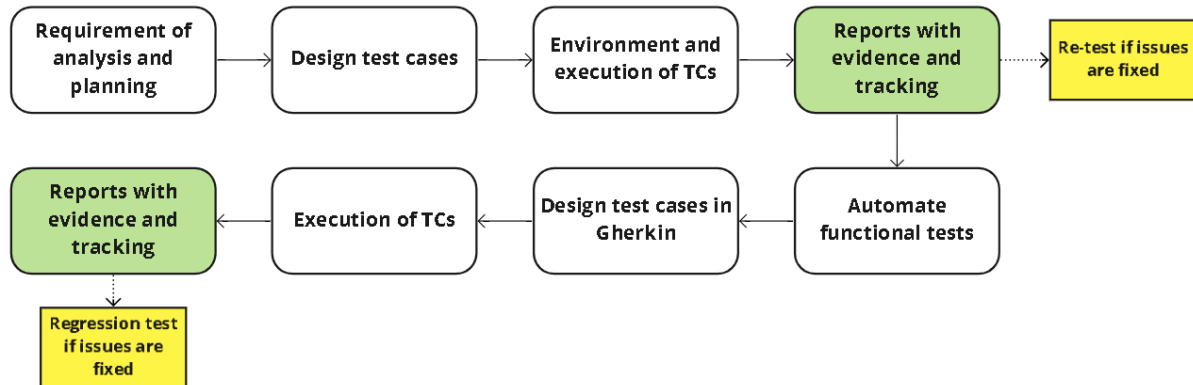 Requirement of
analysis and
planning
Design test cases
Environment and
execution of TCs
Reports with
evidence and
tracking
Re-test if issues
are fixed
Reports with
evidence and
tracking
Execution of TCs
Design test cases in
Gherkin
Automate
functional tests
Regression test
if issues are
fixed